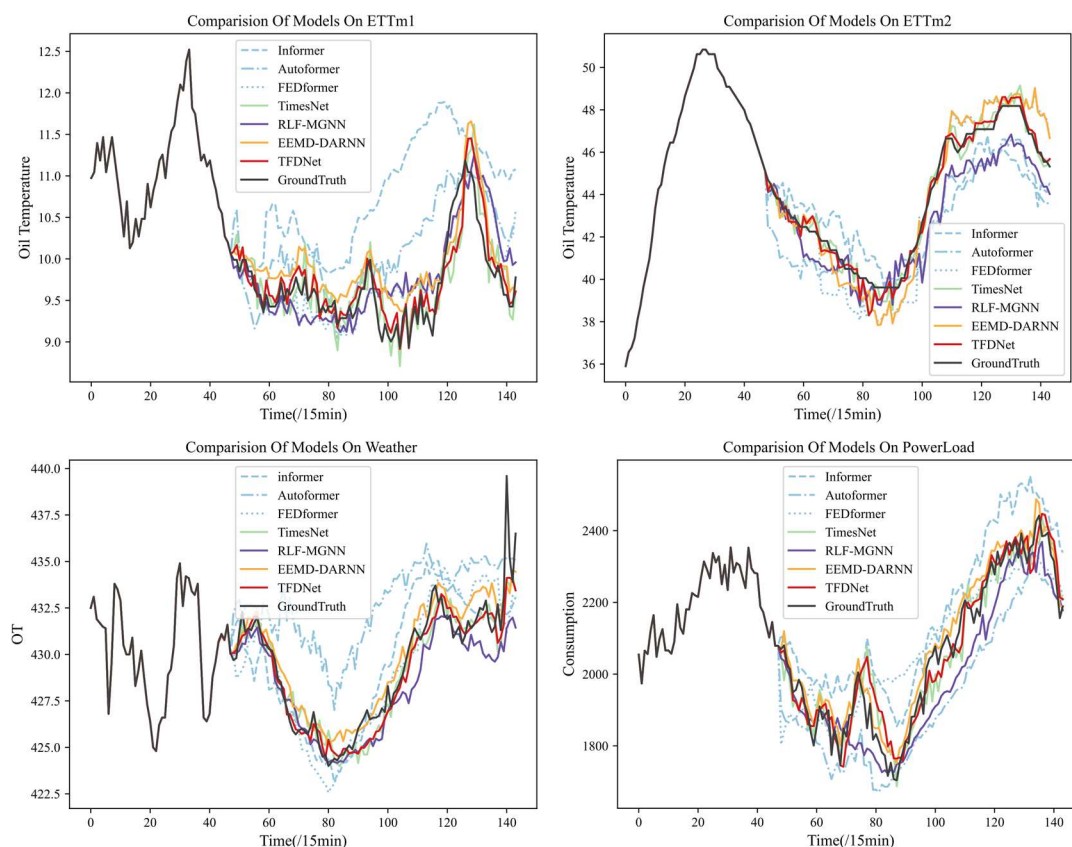 Comparision Of Models On ETTm1
12.5
12.0
11.5
11.0
10.5
10.0
9.5
9.0
Oil Temperature
Informer
Autoformer
FEDformer
TimesNet
RLF-MGNN
EEMD-DARNN
TFDNet
GroundTruth
0 20 40 60 80 100 120 140
Time(/15min)
Comparision Of Models On ETTm2
50
48
46
44
42
40
38
36
Oil Temperature
Informer
Autoformer
FEDformer
TimesNet
RLF-MGNN
EEMD-DARNN
TFDNet
GroundTruth
0 20 40 60 80 100 120 140
Time(/15min)
Comparision Of Models On Weather
440.0
437.5
435.0
432.5
430.0
427.5
425.0
422.5
OT
informer
Autoformer
FEDformer
TimesNet
RLF-MGNN
EEMD-DARNN
TFDNet
GroundTruth
0 20 40 60 80 100 120 140
Time(/15min)
Comparision Of Models On PowerLoad
2400
2200
2000
1800
Consumption
Informer
Autoformer
FEDformer
TimesNet
RLF-MGNN
EEMD-DARNN
TFDNet
GroundTruth
0 20 40 60 80 100 120 140
Time(/15min)